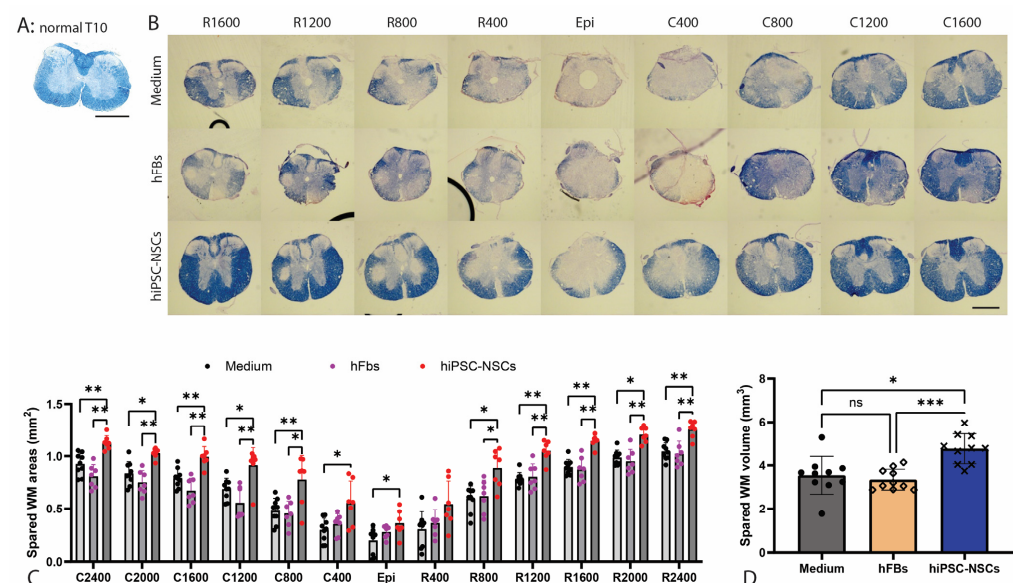 A: normal T10
B R1600 R1200 R800 R400 Epi C400 C800 C1200 C1600
Medium
hFBs
hiPSC-NSCs
Medium hFbs hiPSC-NSCs
Spared WM areas (mm2)
1.5
1.0
0.5
0.0
** ** * ** ** ** * ** ** * * * * * ** ** ** ** * ** ** **
C2400 C2000 C1600 C1200 C800 C400 Epi R400 R800 R1200 R1600 R2000 R2400
C
Spared WM volume (mm3)
8
6
4
2
0
*
ns ***
Medium hFBs hiPSC-NSCs
D